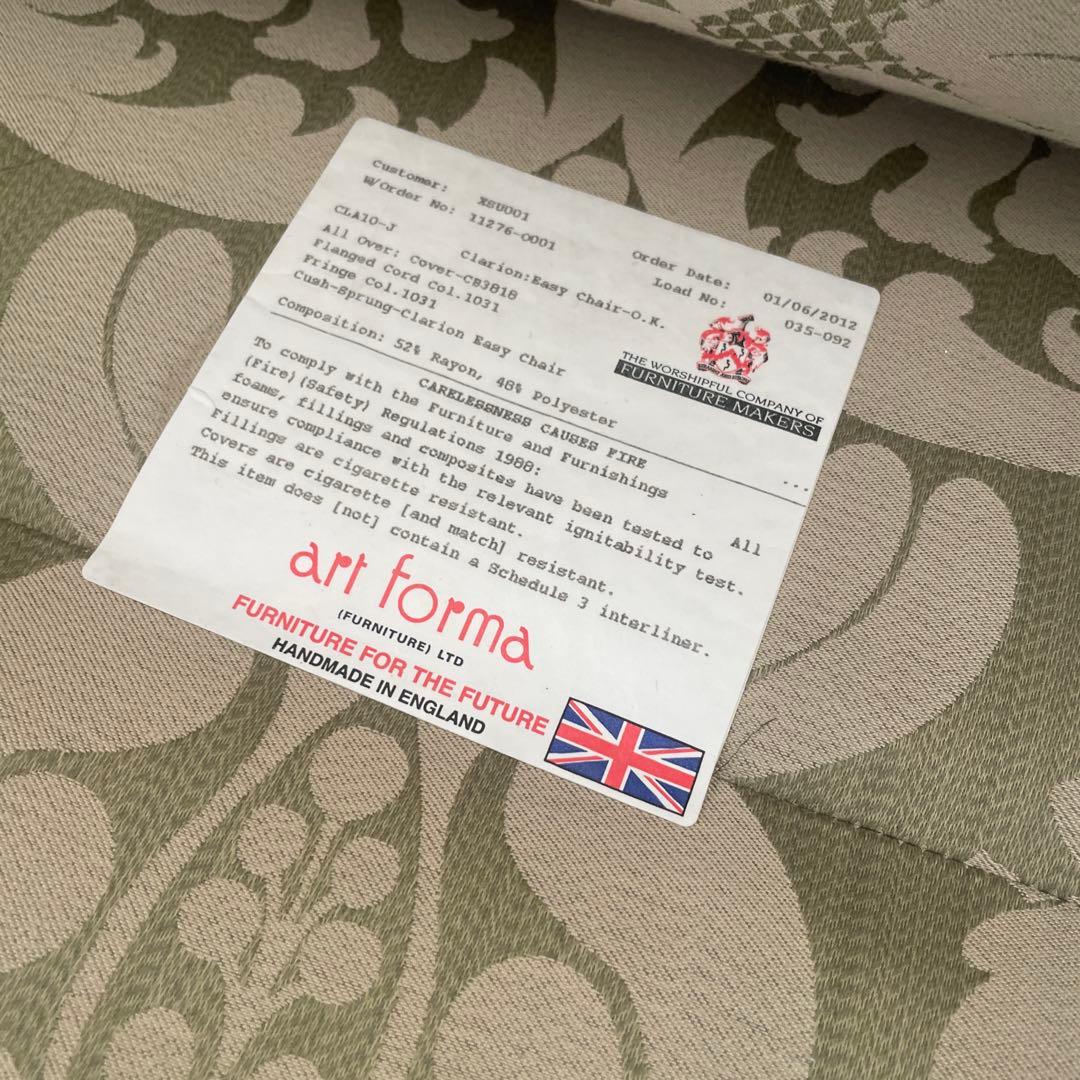 Customer: XSU001
W/Order No: 11276-0001
Order Date: 01/06/2012
Load No: 035-092
CLA10-J Clarion:Easy Chair-O.K.
All Over: Cover-CB3818
Flanged Cord Col.1031
Fringe Col.1031
Cush-Sprung-Clarion Easy Chair
Composition: 52% Rayon, 48% Polyester
THE WORSHIPFUL COMPANY OF
FURNITURE MAKERS
...
CARELESSNESS CAUSES FIRE
To comply with the Furniture and Furnishings
(Fire)(Safety) Regulations 1988: All
foams, fillings and composites have been tested to
ensure compliance with the relevant ignitability test.
Fillings are cigarette resistant.
Covers are cigarette [and match] resistant.
This item does [not] contain a Schedule 3 interliner.
art forma
(FURNITURE) LTD
FURNITURE FOR THE FUTURE
HANDMADE IN ENGLAND